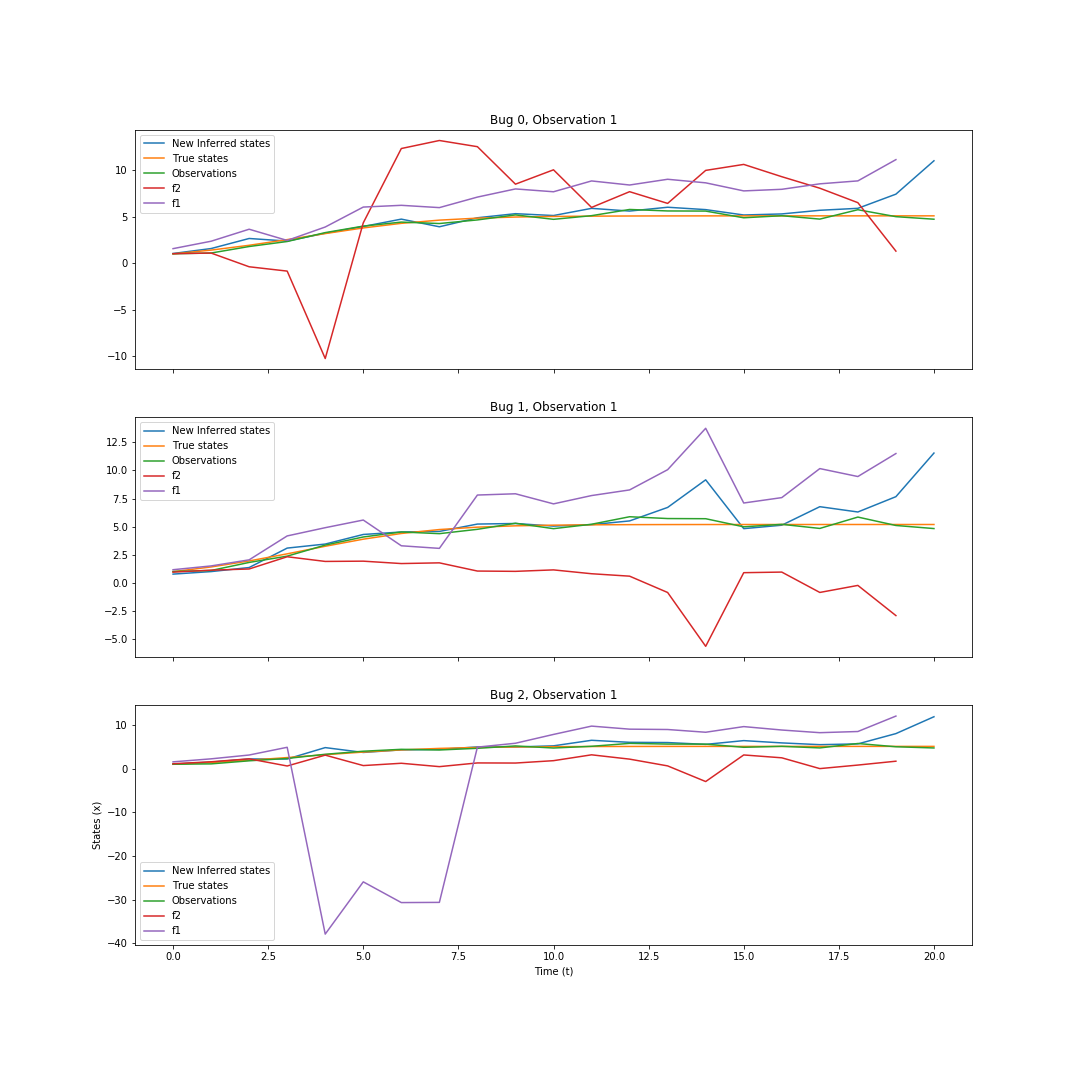 Bug 0, Observation 1
New Inferred states
True states
Observations
f2
f1
10
5
0
−5
−10
Bug 1, Observation 1
New Inferred states
True states
Observations
f2
f1
12.5
10.0
7.5
5.0
2.5
0.0
−2.5
−5.0
Bug 2, Observation 1
10
0
−10
−20
−30
−40
States (x)
New Inferred states
True states
Observations
f2
f1
0.0 2.5 5.0 7.5 10.0 12.5 15.0 17.5 20.0
Time (t)